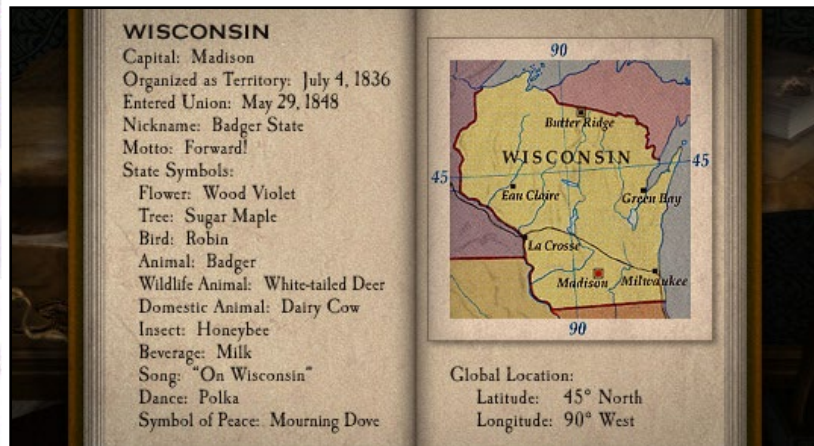 WISCONSIN
Capital: Madison
Organized as Territory: July 4, 1836
Entered Union: May 29, 1848
Nickname: Badger State
Motto: Forward!
State Symbols:
Flower: Wood Violet
Tree: Sugar Maple
Bird: Robin
Animal: Badger
Wildlife Animal: White-tailed Deer
Domestic Animal: Dairy Cow
Insect: Honeybee
Beverage: Milk
Song: "On Wisconsin"
Dance: Polka
Symbol of Peace: Mourning Dove
90
Butter Ridge
WISCONSIN
45
45
Eau Claire
Green Bay
La Crosse
Madison
Milwaukee
90
Global Location:
Latitude: 45° North
Longitude: 90° West